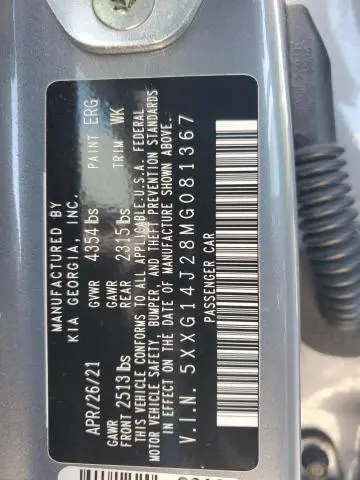 MANUFACTURED BY
KIA GEORGIA, INC.
APR/26/21 GVWR 4354 lbs PAINT ERG
GAWR FRONT 2513 lbs GAWR REAR 2315 lbs TRIM WK
THIS VEHICLE CONFORMS TO ALL APPLICABLE U.S.A. FEDERAL
MOTOR VEHICLE SAFETY, BUMPER, AND THEFT PREVENTION STANDARDS
IN EFFECT ON THE DATE OF MANUFACTURE SHOWN ABOVE.
V.I.N. 5XXG14J28MG081367
PASSENGER CAR